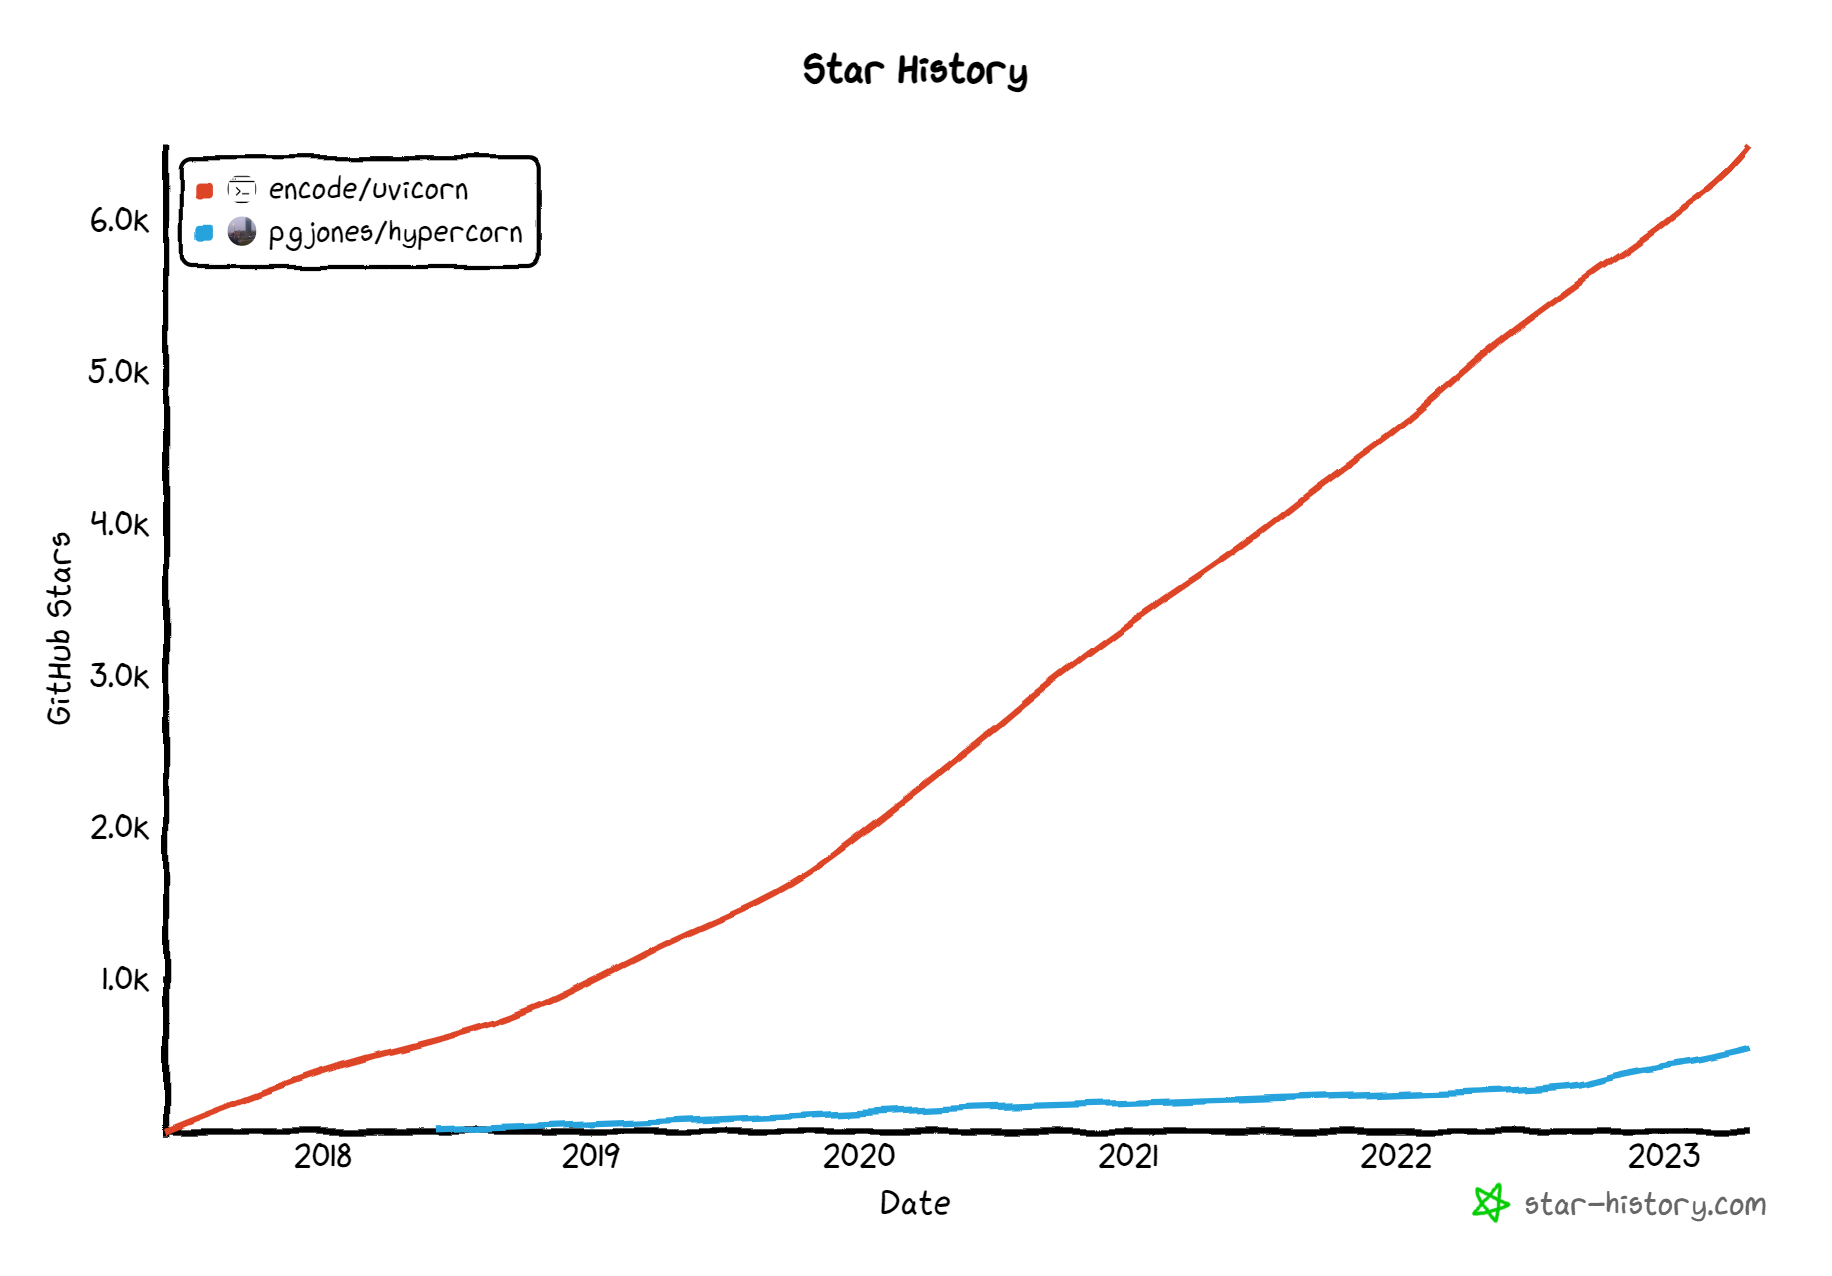 Star History
encode/uvicorn
pgjones/hypercorn
6.0k
5.0k
4.0k
3.0k
2.0k
1.0k
GitHub Stars
2018 2019 2020 2021 2022 2023
Date
star-history.com